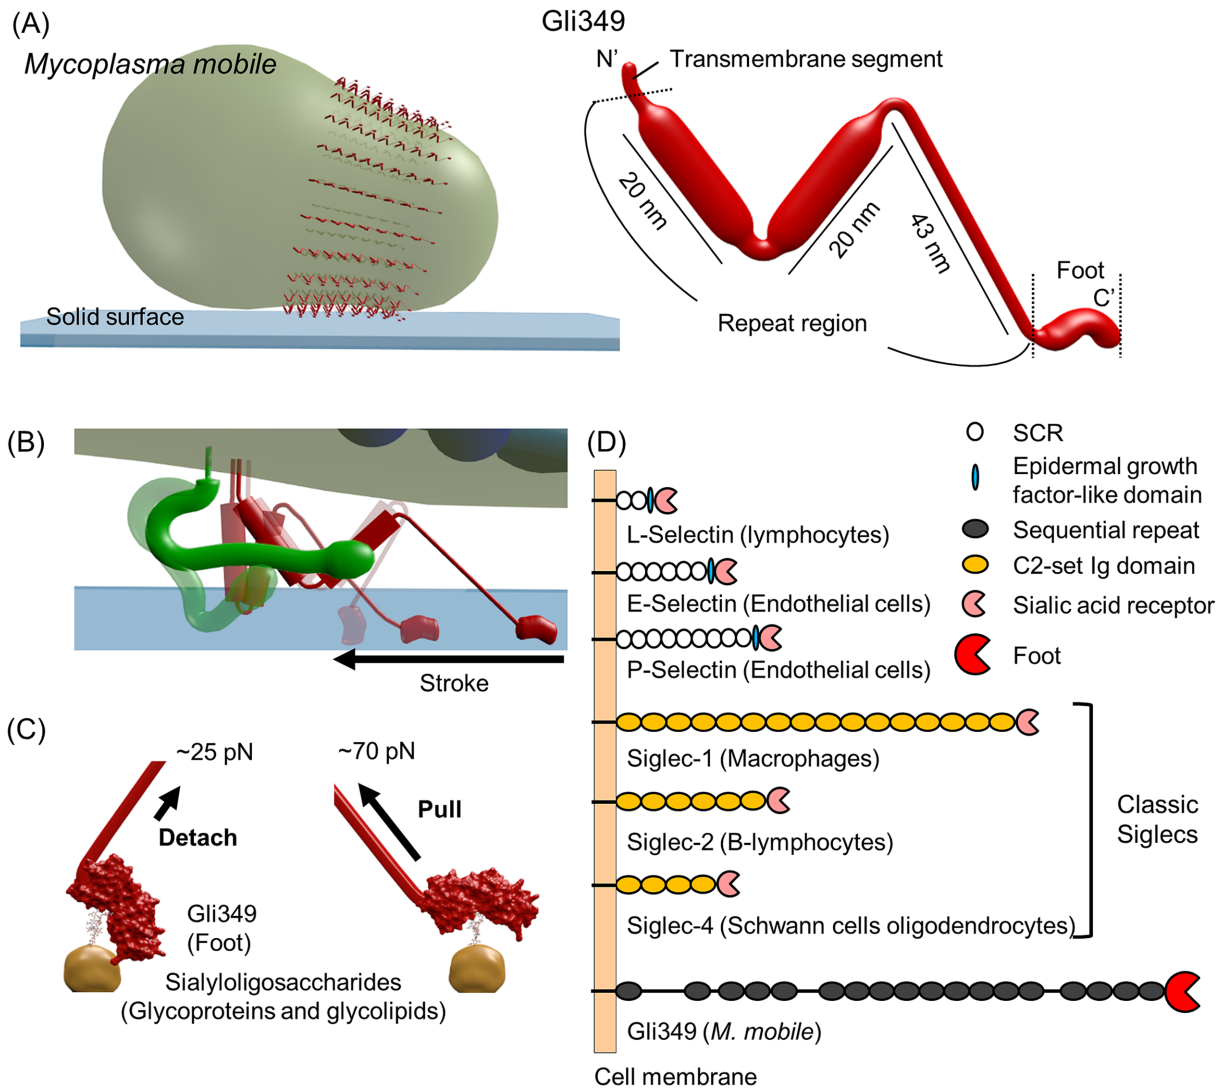 (A)
Mycoplasma mobile
Solid surface
Gli349
N’
Transmembrane segment
20 nm
20 nm
43 nm
Foot
C’
Repeat region
(B)
Stroke
(C)
~25 pN
~70 pN
Detach
Pull
Gli349
(Foot)
Sialyloligosaccharides
(Glycoproteins and glycolipids)
(D)
SCR
Epidermal growth
factor-like domain
Sequential repeat
C2-set Ig domain
Sialic acid receptor
Foot
L-Selectin (lymphocytes)
E-Selectin (Endothelial cells)
P-Selectin (Endothelial cells)
Siglec-1 (Macrophages)
Siglec-2 (B-lymphocytes)
Siglec-4 (Schwann cells oligodendrocytes)
Classic
Siglecs
Gli349 (M. mobile)
Cell membrane